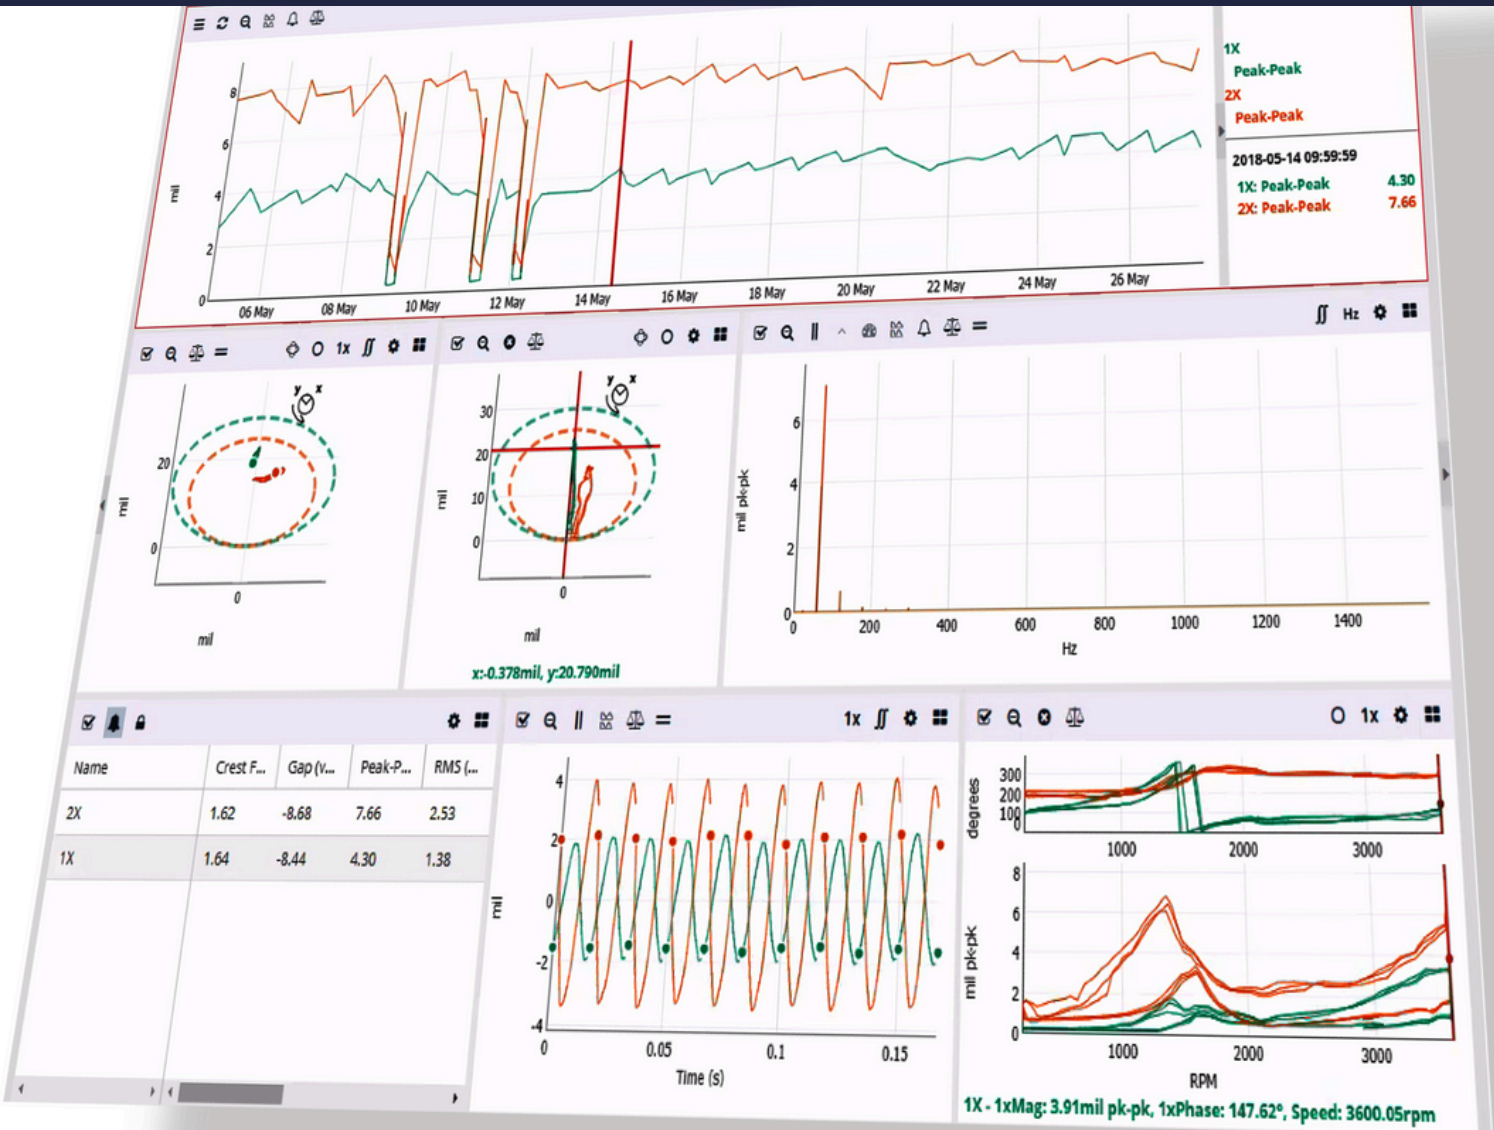 8
6
4
2
0
mil
06 May
08 May
10 May
12 May
14 May
16 May
18 May
20 May
22 May
24 May
26 May
1X
Peak-Peak
2X
Peak-Peak
2018-05-14 09:59:59
1X: Peak-Peak 4.30
2X: Peak-Peak 7.66
1x
y x
20
0
mil
0
mil
y x
30
20
10
0
mil
0
mil
x:-0.378mil, y:20.790mil
Hz
6
4
2
0
mil pk-pk
0 200 400 600 800 1000 1200 1400
Hz
Name Crest F... Gap (v... Peak-P... RMS (...
2X 1.62 -8.68 7.66 2.53
1X 1.64 -8.44 4.30 1.38
1x
4
2
0
-2
-4
mil
0 0.05 0.1 0.15
Time (s)
1x
300
200
100
0
degrees
1000 2000 3000
8
6
4
2
0
mil pk-pk
1000 2000 3000
RPM
1X - 1xMag: 3.91mil pk-pk, 1xPhase: 147.62°, Speed: 3600.05rpm